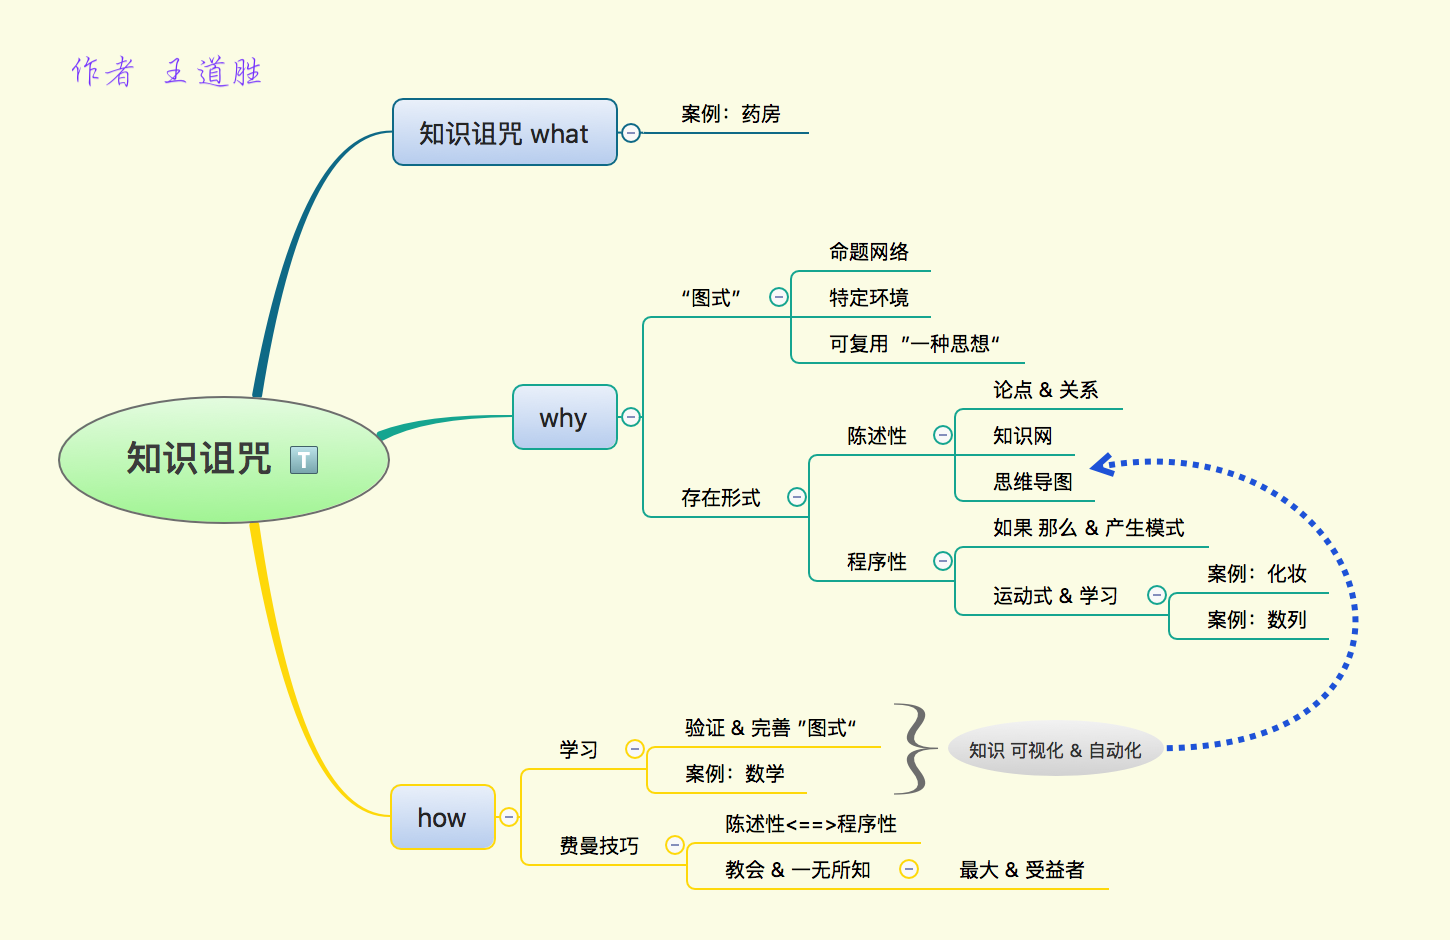 作者 王道胜
知识诅咒 what
案例：药房
知识诅咒 T
why
“图式”
命题网络
特定环境
可复用 ”一种思想“
存在形式
陈述性
论点 & 关系
知识网
思维导图
程序性
如果 那么 & 产生模式
运动式 & 学习
案例：化妆
案例：数列
how
学习
验证 & 完善 ”图式“
案例：数学
知识 可视化 & 自动化
费曼技巧
陈述性<==>程序性
教会 & 一无所知
最大 & 受益者